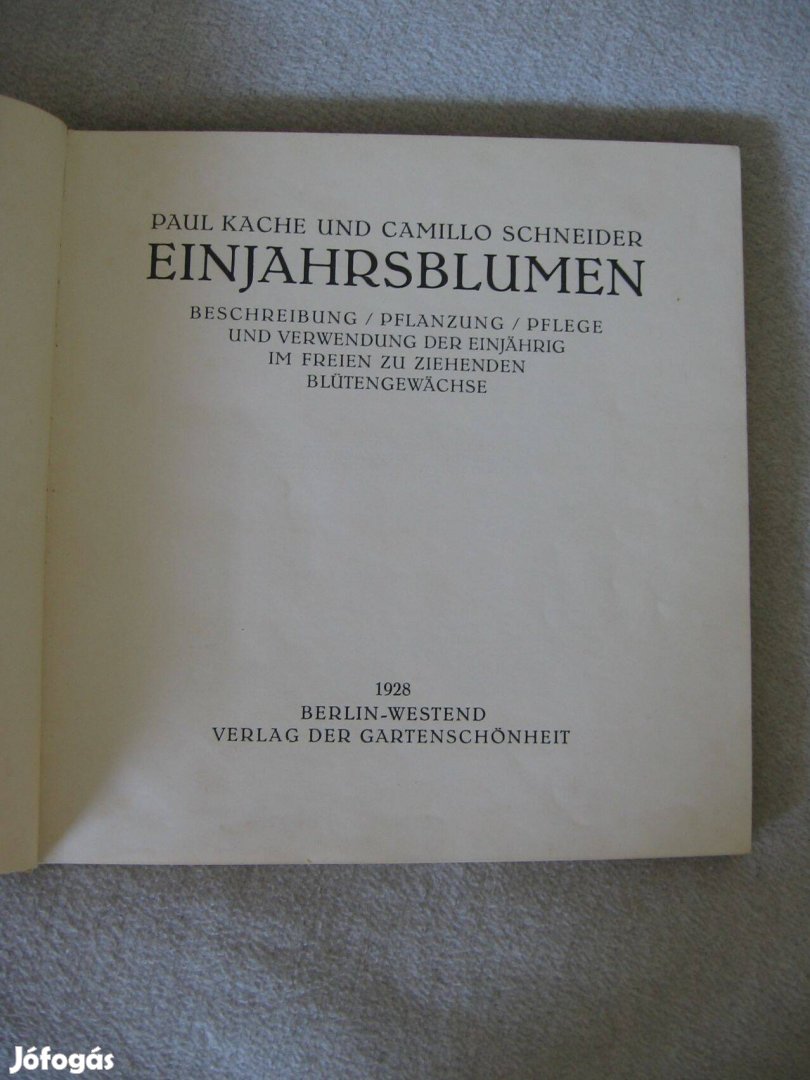 PAUL KACHE UND CAMILLO SCHNEIDER
EINJAHRSBLUMEN
BESCHREIBUNG / PFLANZUNG / PFLEGE
UND VERWENDUNG DER EINJÄHRIG
IM FREIEN ZU ZIEHENDEN
BLÜTENGEWÄCHSE
1928
BERLIN-WESTEND
VERLAG DER GARTENSCHÖNHEIT
Jófogás